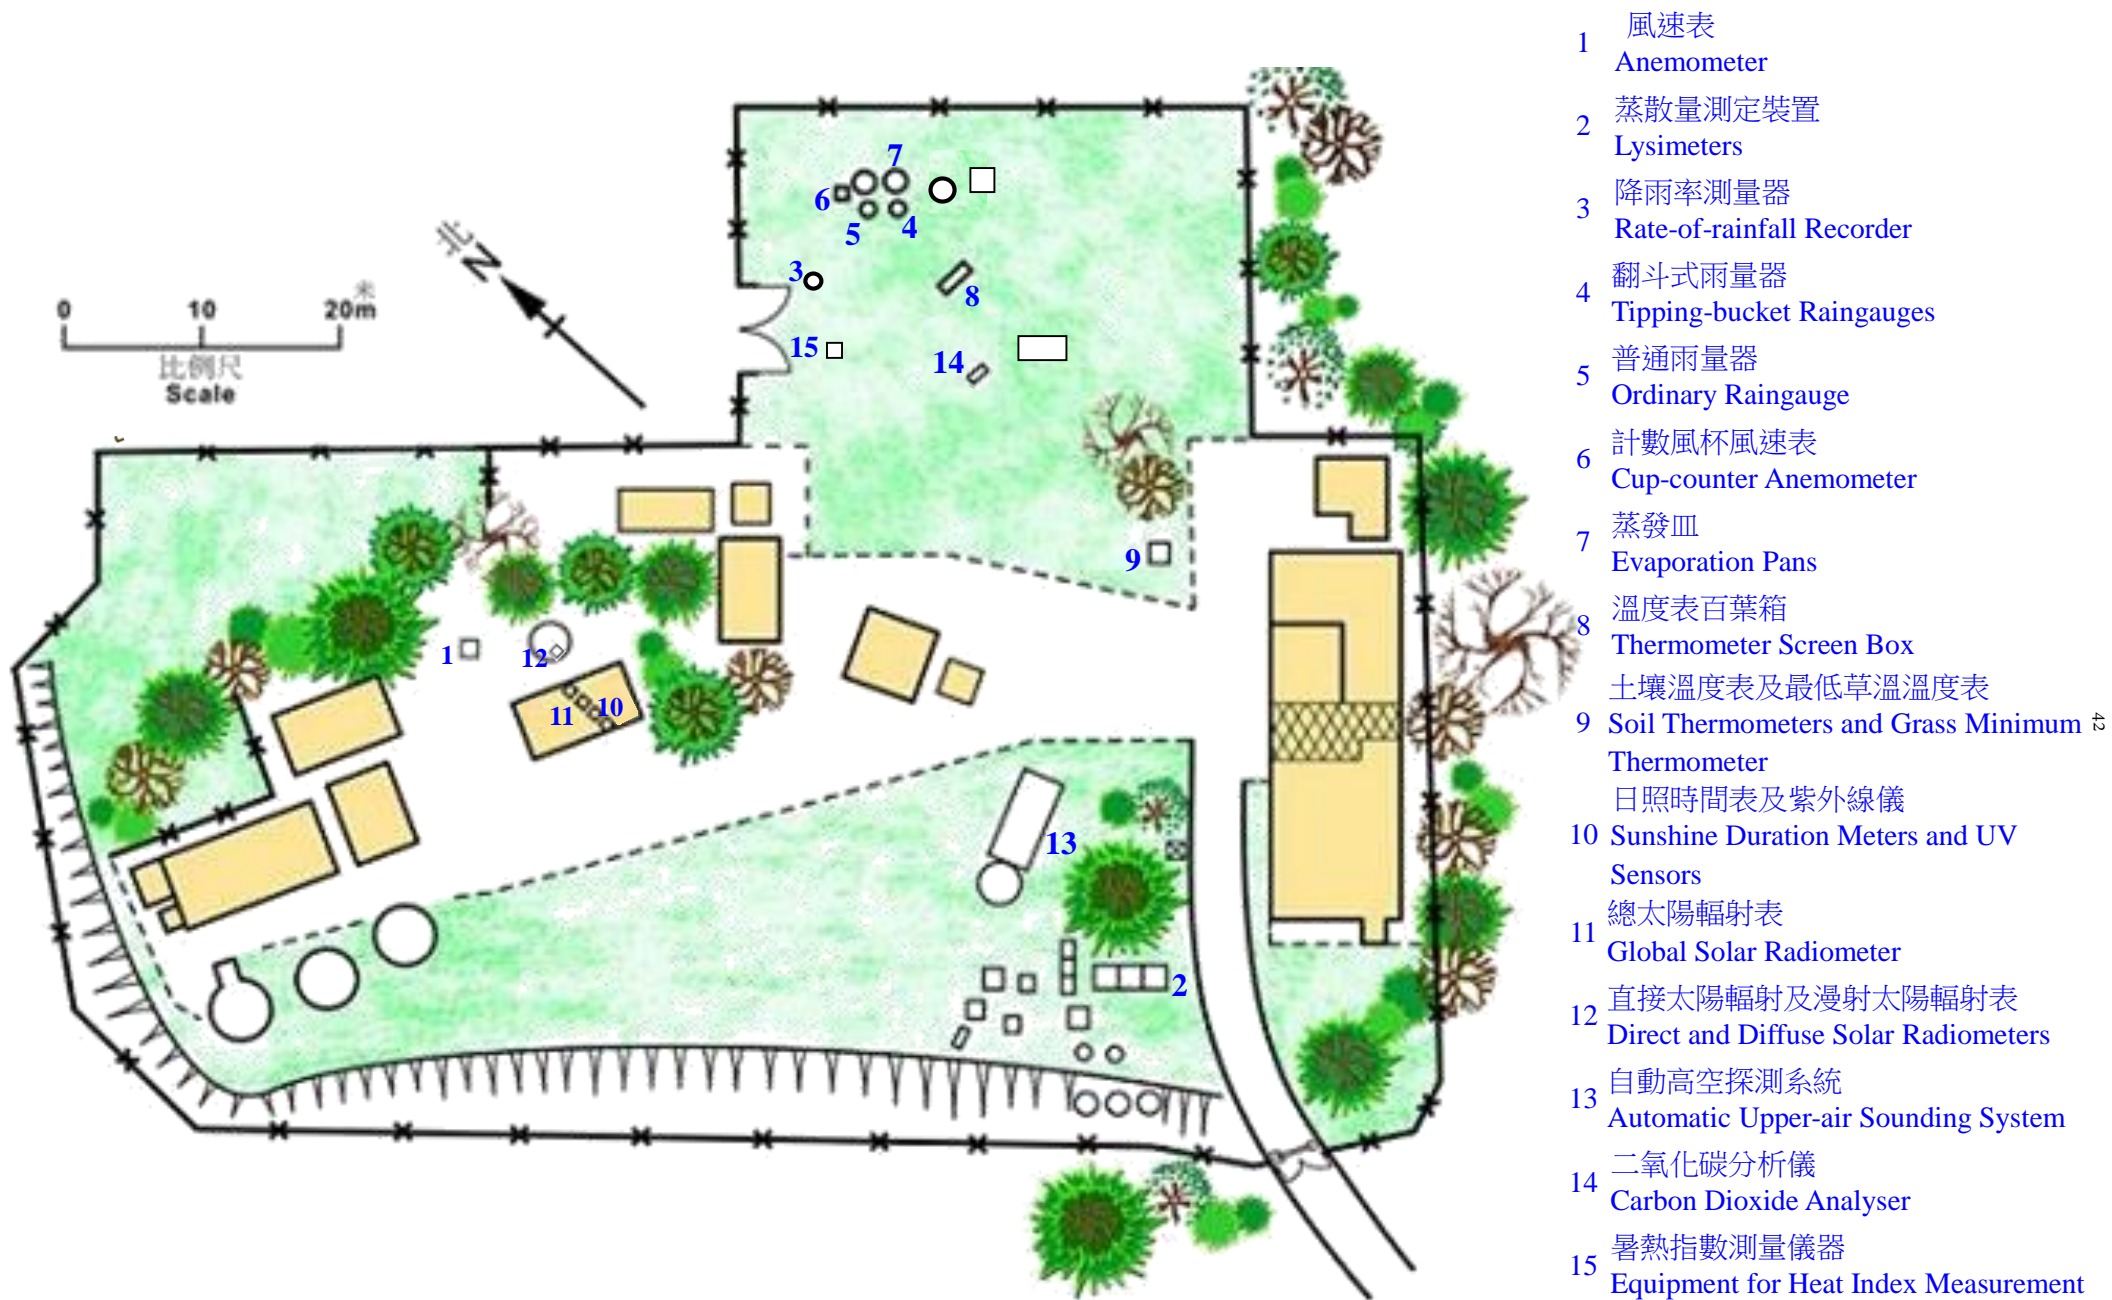 1
風速表
Anemometer
2
蒸散量測定裝置
Lysimeters
3
降雨率測量器
Rate-of-rainfall Recorder
4
翻斗式雨量器
Tipping-bucket Raingauges
5
普通雨量器
Ordinary Raingauge
6
計數風杯風速表
Cup-counter Anemometer
7
蒸發皿
Evaporation Pans
8
溫度表百葉箱
Thermometer Screen Box
9
土壤溫度表及最低草溫溫度表
Soil Thermometers and Grass Minimum
Thermometer
10
日照時間表及紫外線儀
Sunshine Duration Meters and UV
Sensors
11
總太陽輻射表
Global Solar Radiometer
12
直接太陽輻射及漫射太陽輻射表
Direct and Diffuse Solar Radiometers
13
自動高空探測系統
Automatic Upper-air Sounding System
14
二氧化碳分析儀
Carbon Dioxide Analyser
15
暑熱指數測量儀器
Equipment for Heat Index Measurement
42
7
6
5
4
3
8
15
14
北
N
米
0 10 20m
比例尺
Scale
9
1
12
11
10
13
2